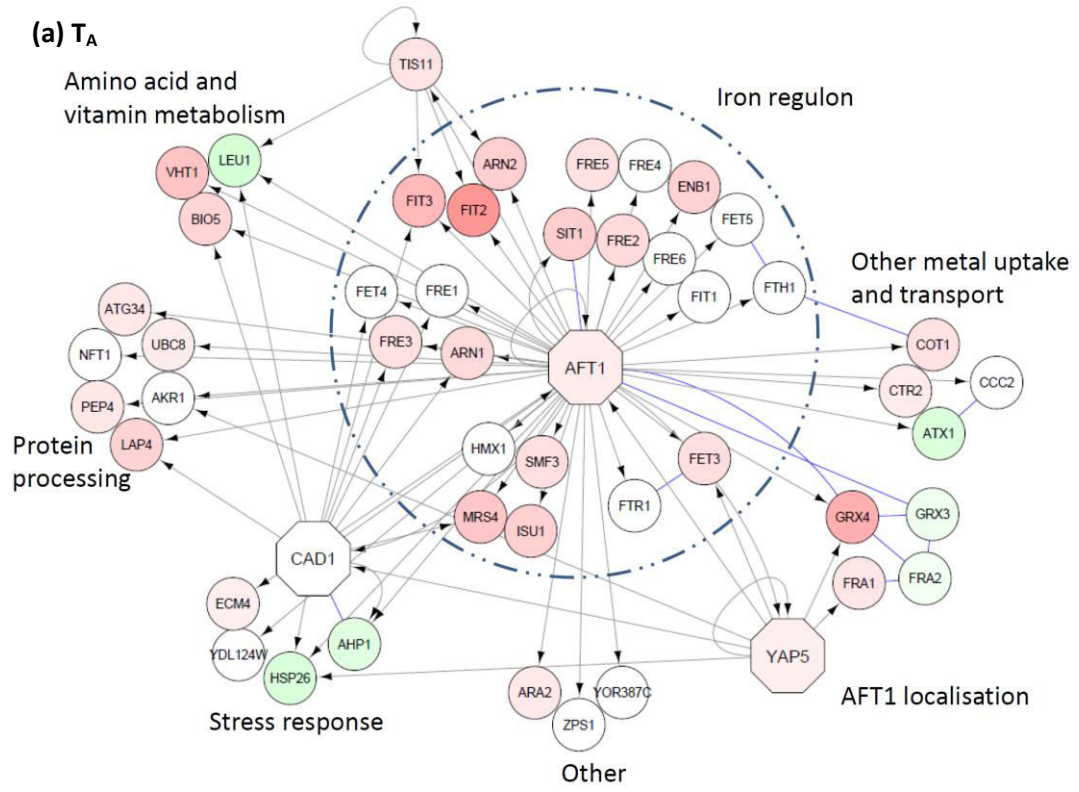 (a) TA
TIS11
Amino acid and
vitamin metabolism
Iron regulon
LEU1
VHT1
BIO5
ARN2
FIT3
FIT2
FRE5
FRE4
ENB1
FET5
SIT1
FRE2
FRE6
FIT1
FTH1
Other metal uptake
and transport
FET4
FRE1
FRE3
ARN1
AFT1
ATG34
UBC8
NFT1
AKR1
PEP4
LAP4
Protein
processing
COT1
CTR2
CCC2
ATX1
HMX1
SMF3
FET3
MRS4
ISU1
FTR1
GRX4
GRX3
FRA1
FRA2
CAD1
ECM4
YDL124W
AHP1
HSP26
Stress response
YAP5
AFT1 localisation
ARA2
YOR387C
ZPS1
Other